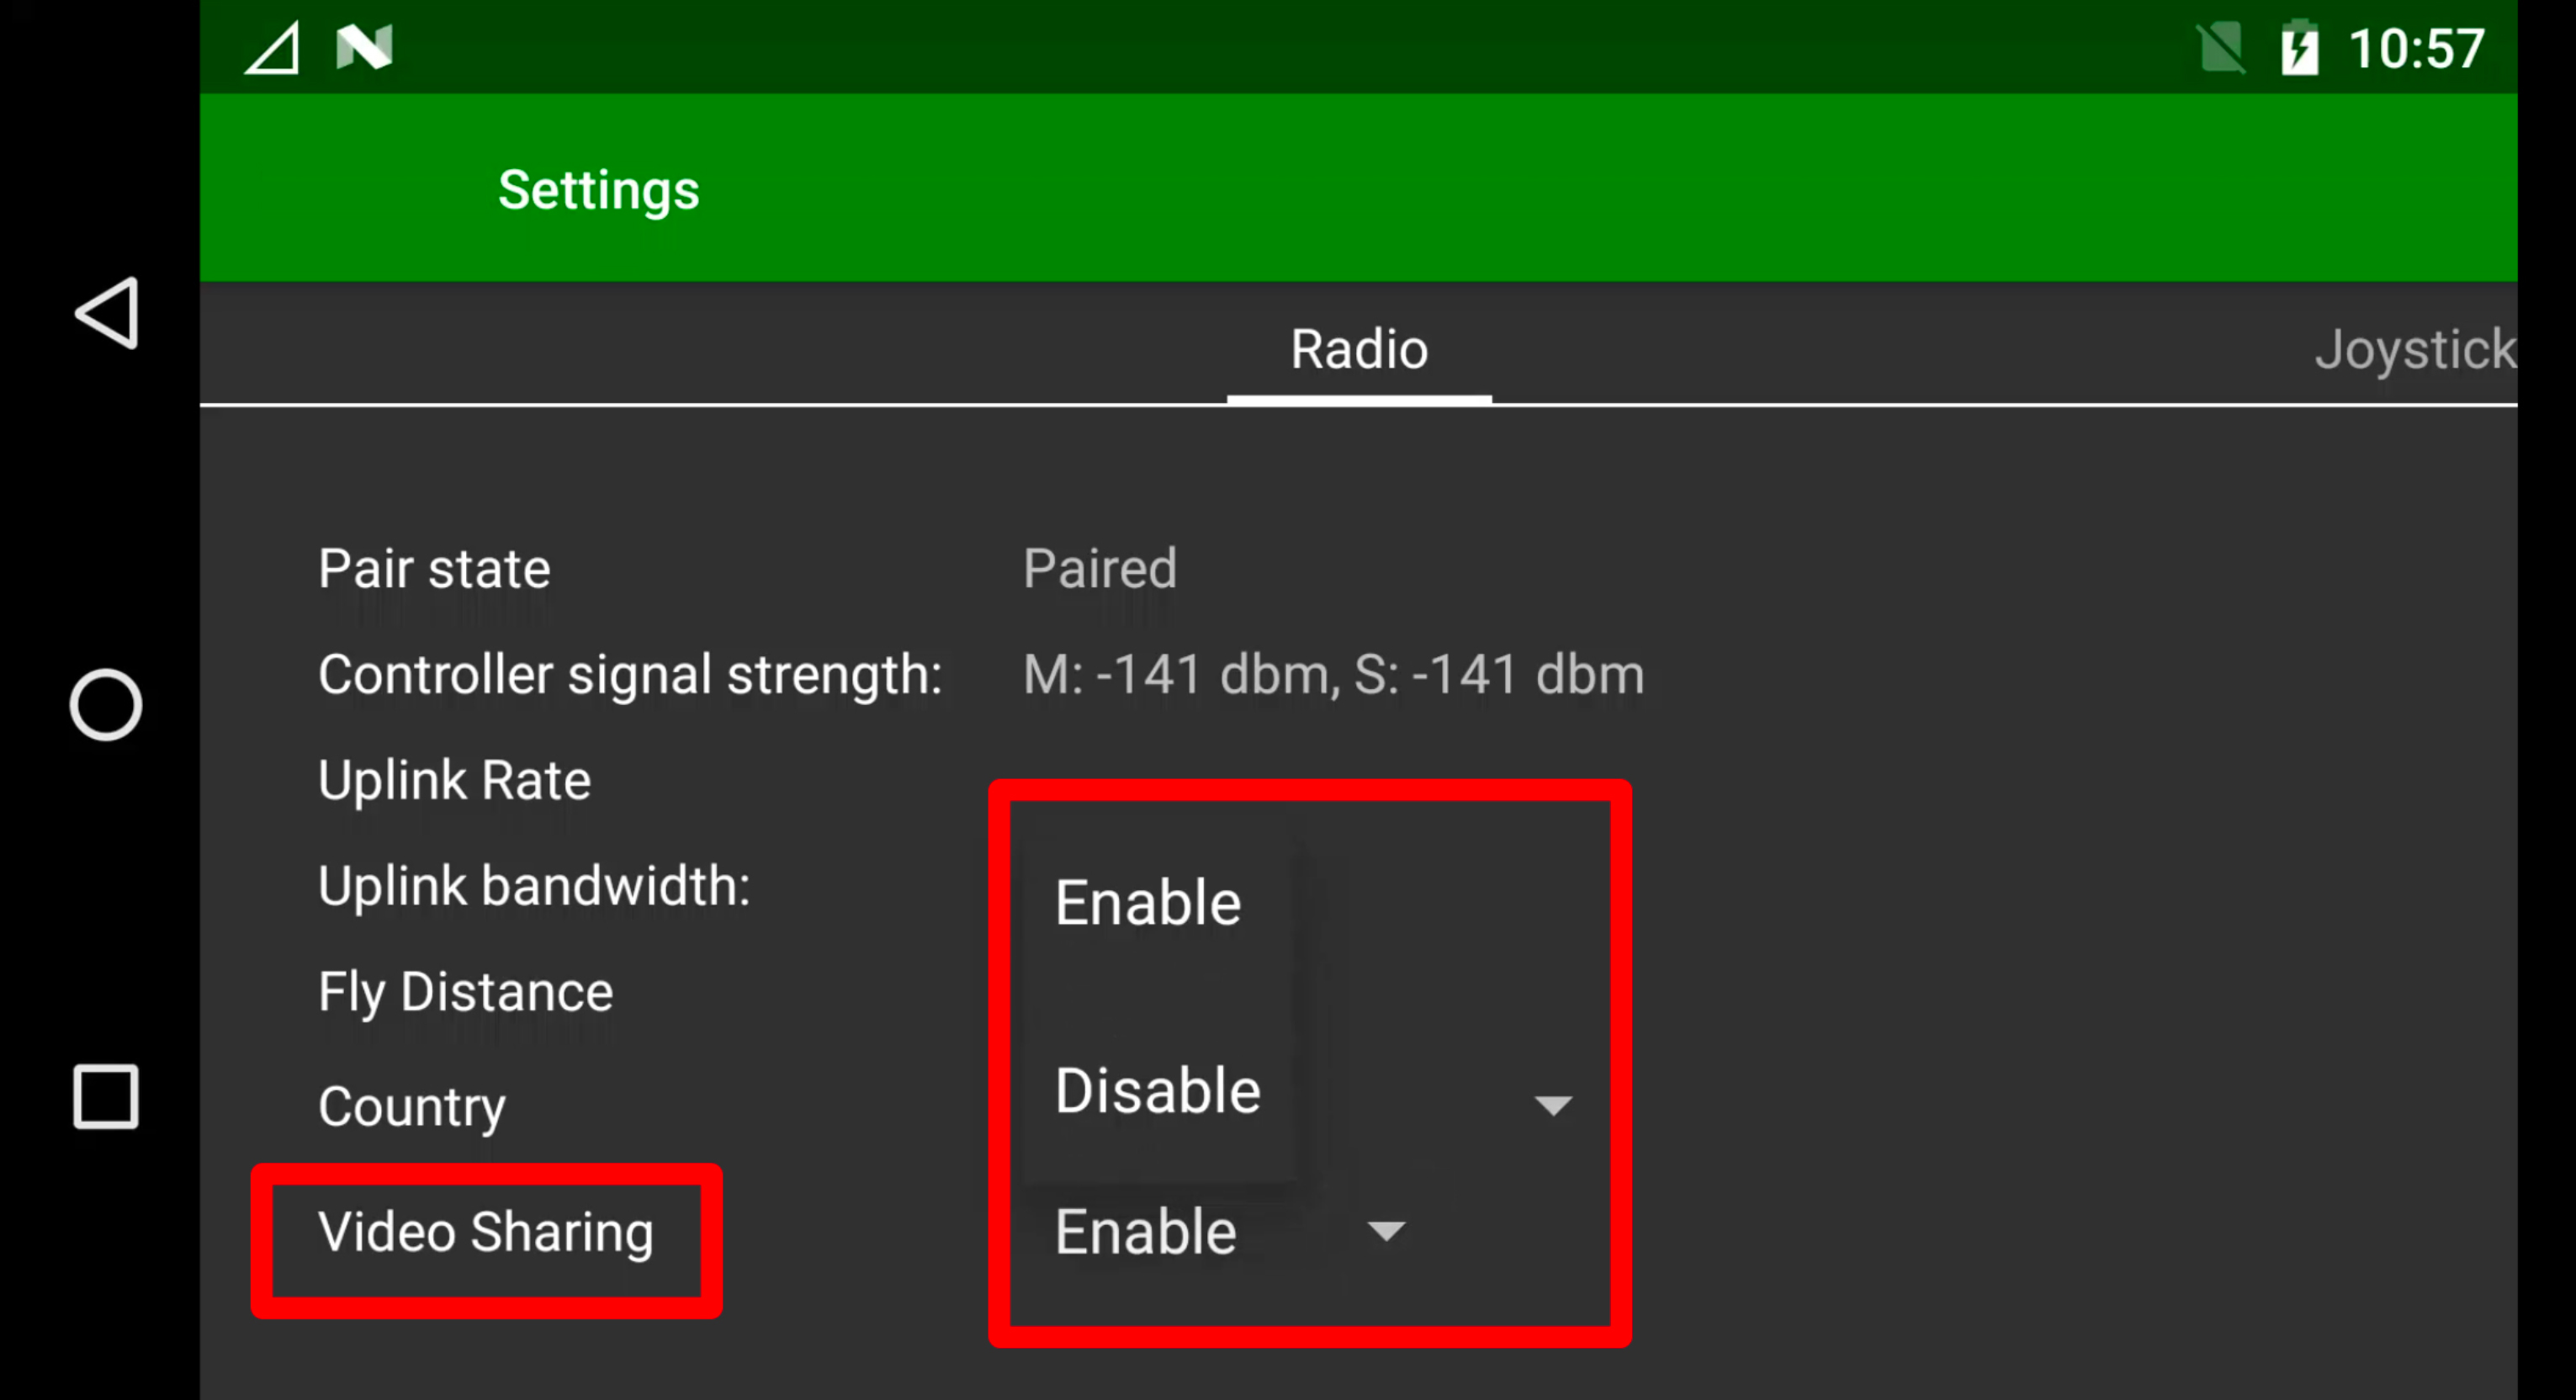 10:57
Settings
Radio Joystick
Pair state Paired
Controller signal strength: M: -141 dbm, S: -141 dbm
Uplink Rate
Uplink bandwidth: Enable
Fly Distance
Country Disable
Video Sharing Enable